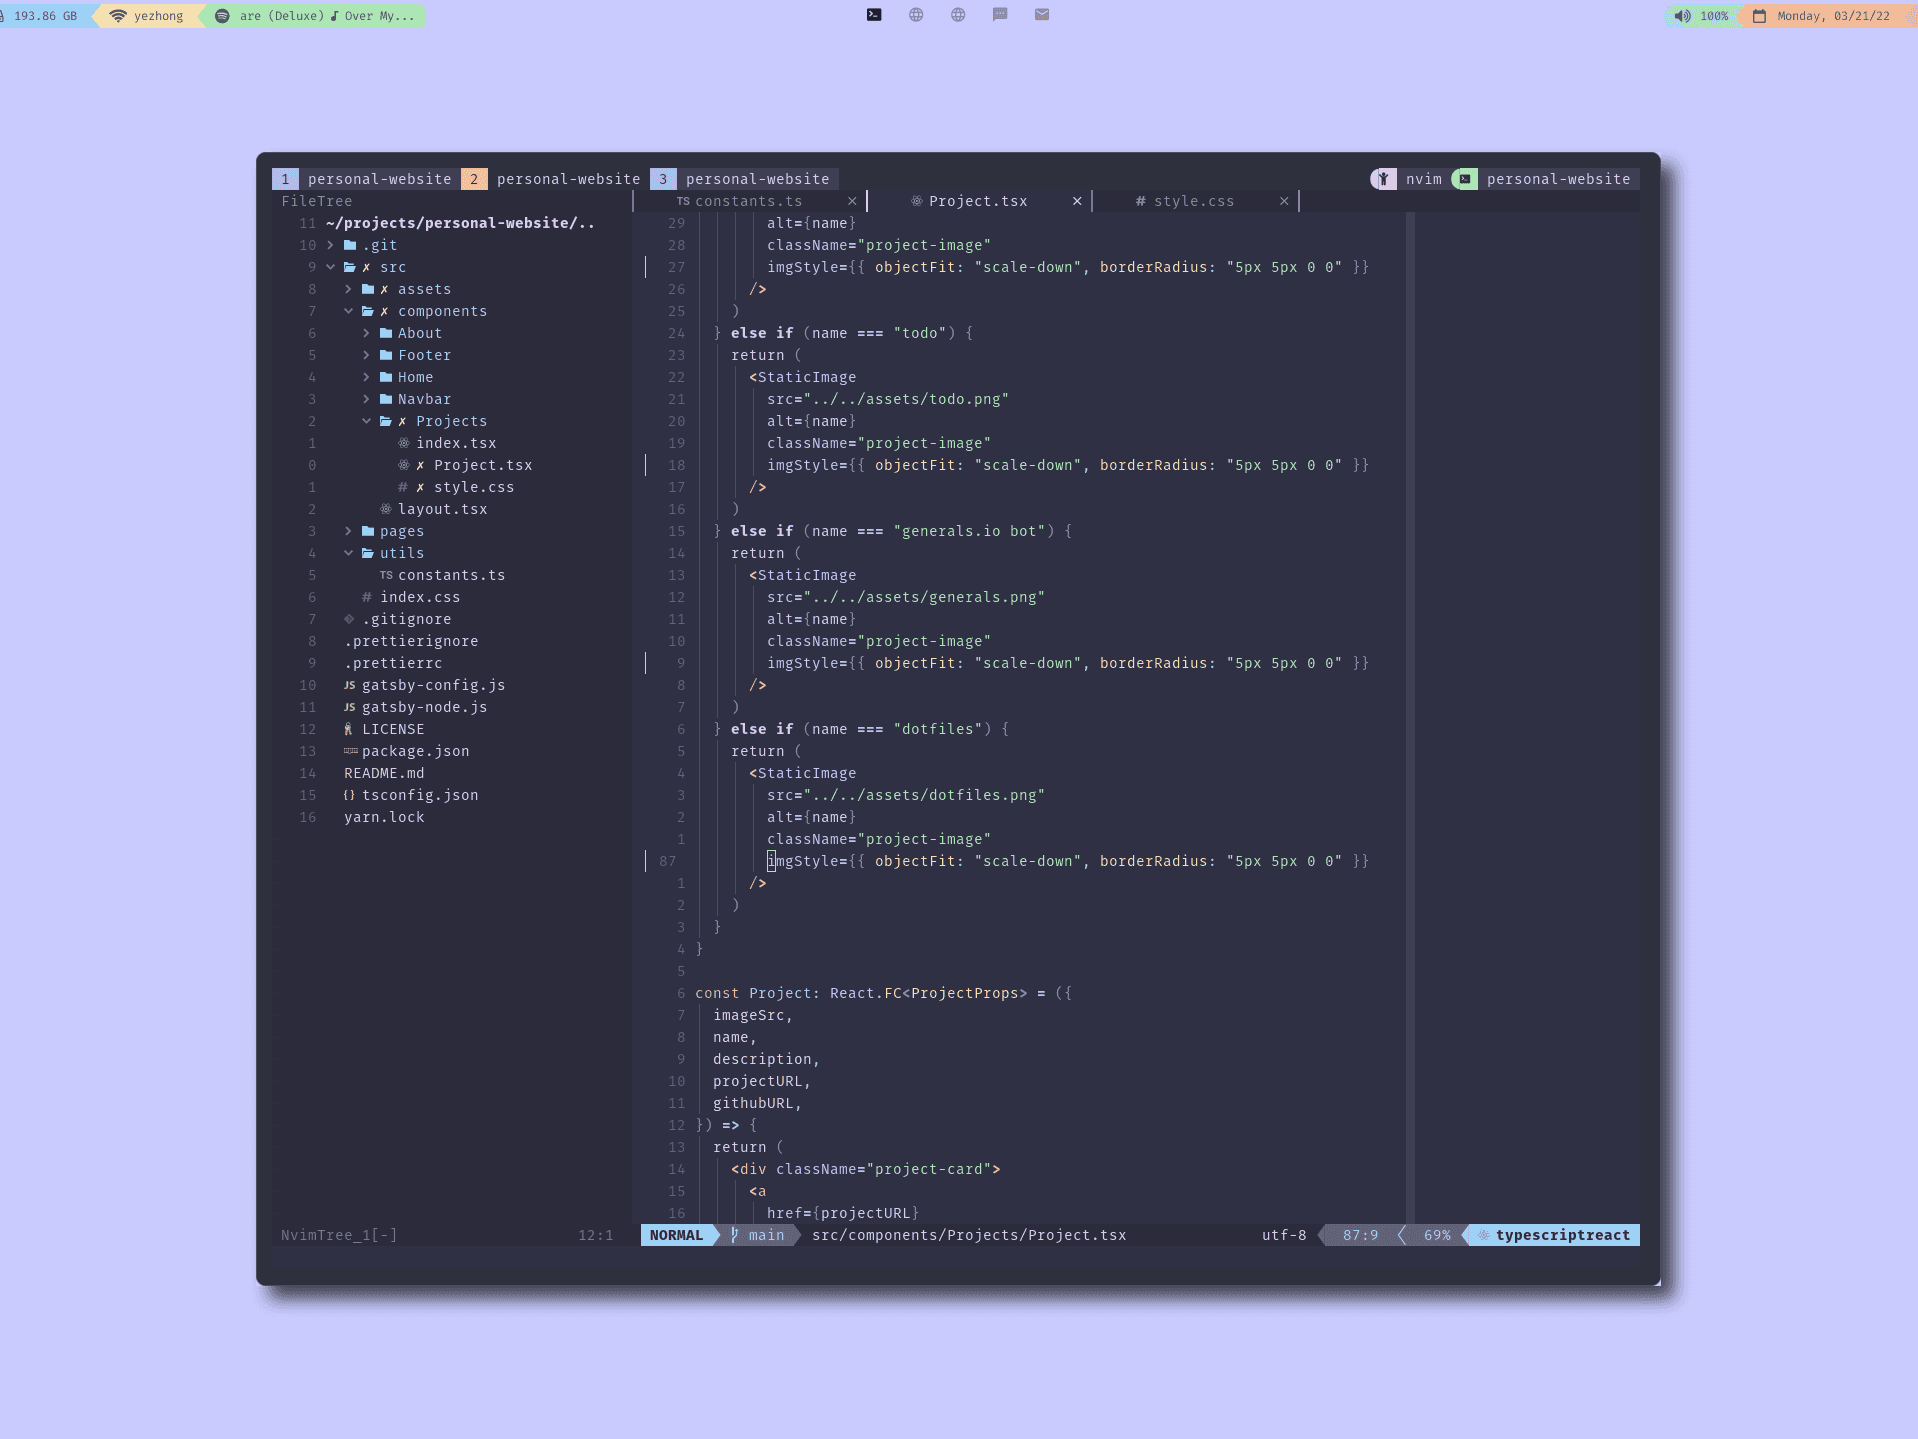 193.86 GB yezhong are (Deluxe) Over My... 100% Monday, 03/21/22
1 personal-website 2 personal-website 3 personal-website nvim personal-website
FileTree
11 ~/projects/personal-website/..
10 .git
9 ✗ src
8 ✗ assets
7 ✗ components
6 About
5 Footer
4 Home
3 Navbar
2 ✗ Projects
1 index.tsx
0 ✗ Project.tsx
1 # ✗ style.css
2 layout.tsx
3 pages
4 utils
5 TS constants.ts
6 # index.css
7 .gitignore
8 .prettierignore
9 .prettierrc
10 JS gatsby-config.js
11 JS gatsby-node.js
12 LICENSE
13 package.json
14 README.md
15 {} tsconfig.json
16 yarn.lock
NvimTree_1[-] 12:1
TS constants.ts × Project.tsx × # style.css ×
29 alt={name}
28 className="project-image"
27 imgStyle={{ objectFit: "scale-down", borderRadius: "5px 5px 0 0" }}
26 />
25 )
24 } else if (name === "todo") {
23 return (
22 <StaticImage
21 src="../../assets/todo.png"
20 alt={name}
19 className="project-image"
18 imgStyle={{ objectFit: "scale-down", borderRadius: "5px 5px 0 0" }}
17 />
16 )
15 } else if (name === "generals.io bot") {
14 return (
13 <StaticImage
12 src="../../assets/generals.png"
11 alt={name}
10 className="project-image"
9 imgStyle={{ objectFit: "scale-down", borderRadius: "5px 5px 0 0" }}
8 />
7 )
6 } else if (name === "dotfiles") {
5 return (
4 <StaticImage
3 src="../../assets/dotfiles.png"
2 alt={name}
1 className="project-image"
87 imgStyle={{ objectFit: "scale-down", borderRadius: "5px 5px 0 0" }}
1 />
2 )
3 }
4 }
5
6 const Project: React.FC<ProjectProps> = ({
7 imageSrc,
8 name,
9 description,
10 projectURL,
11 githubURL,
12 }) => {
13 return (
14 <div className="project-card">
15 <a
16 href={projectURL}
NORMAL main src/components/Projects/Project.tsx utf-8 87:9 69% typescriptreact